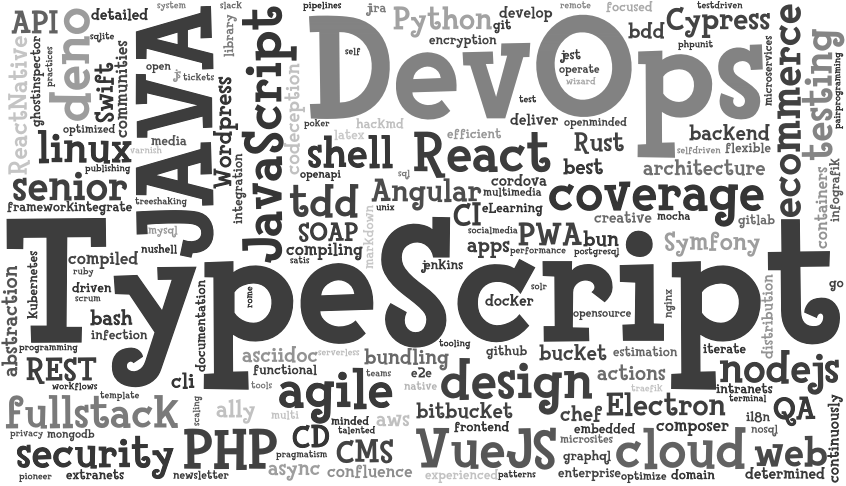 system
slack
pipelines
jra
Python
develop
remote
focused
testdriven
API
detailed
git
bdd
Cypress
sqlite
library
encryption
phpunit
deno
JAVA
JavaScript
DevOps
ecommerce
testing
ReactNative
ghostinspector
practices
Swift
communities
open
js
tickets
self
jest
operate
wizard
microservices
pairprogramming
Wordpress
codeception
test
optimized
media
poker
hackmd
deliver
openminded
backend
linux
varnish
latex
efficient
Rust
selfdriven
flexible
publishing
integration
shell
React
best
architecture
openapi
sql
cordova
senior
treeshaking
tdd
Angular
multimedia
coverage
containers
infografik
frameworkintegrate
unix
CI
eLearning
creative
mocha
gitlab
mysql
SOAP
markdown
socialmedia
PWA
bun
Symfony
nushell
compiling
apps
performance
postgresql
TypeScript
kubernetes
compiled
satis
jenkins
ruby
abstraction
driven
documentation
rome
solr
nginx
distribution
go
scrum
docker
bash
opensource
infection
programming
tooling
REST
asciidoc
serverless
bundling
github
bucket
estimation
iterate
nodejs
workflows
functional
teams
e2e
design
actions
cli
tools
agile
native
traefik
intranets
template
terminal
fullstack
scaling
ally
multi
aws
bitbucket
chef
Electron
il8n
QA
continuously
minded
talented
frontend
embedded
composer
nosql
privacy
mongodb
CD
VueJS
microsites
cloud
web
security
PHP
pragmatism
CMS
graphql
pioneer
extranets
newsletter
async
confluence
experienced
patterns
enterprise
optimize
domain
determined